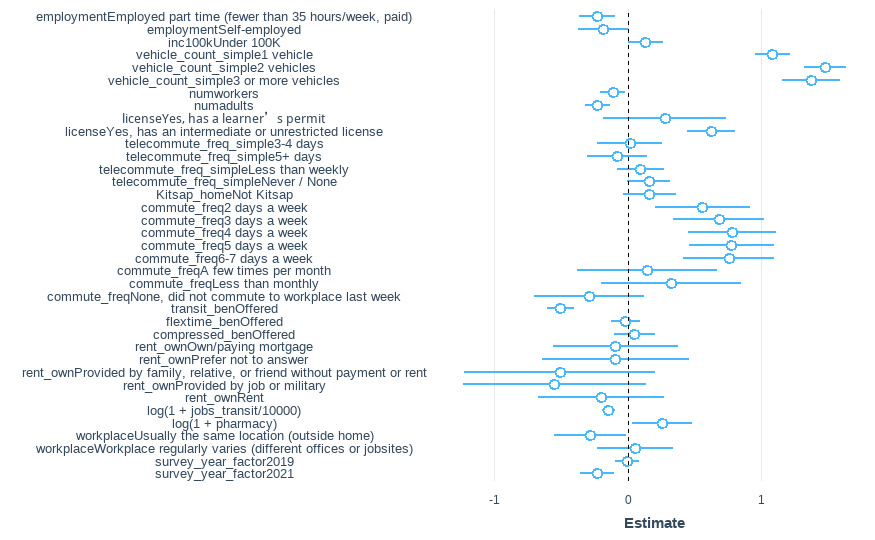 employmentEmployed part time (fewer than 35 hours/week, paid)
employmentSelf-employed
inc100kUnder 100K
vehicle_count_simple1 vehicle
vehicle_count_simple2 vehicles
vehicle_count_simple3 or more vehicles
numworkers
numadults
licenseYes, has a learner’s permit
licenseYes, has an intermediate or unrestricted license
telecommute_freq_simple3-4 days
telecommute_freq_simple5+ days
telecommute_freq_simpleLess than weekly
telecommute_freq_simpleNever / None
Kitsap_homeNot Kitsap
commute_freq2 days a week
commute_freq3 days a week
commute_freq4 days a week
commute_freq5 days a week
commute_freq6-7 days a week
commute_freqA few times per month
commute_freqLess than monthly
commute_freqNone, did not commute to workplace last week
transit_benOffered
flextime_benOffered
compressed_benOffered
rent_ownOwn/paying mortgage
rent_ownPrefer not to answer
rent_ownProvided by family, relative, or friend without payment or rent
rent_ownProvided by job or military
rent_ownRent
log(1 + jobs_transit/10000)
log(1 + pharmacy)
workplaceUsually the same location (outside home)
workplaceWorkplace regularly varies (different offices or jobsites)
survey_year_factor2019
survey_year_factor2021
-1 0 1
Estimate